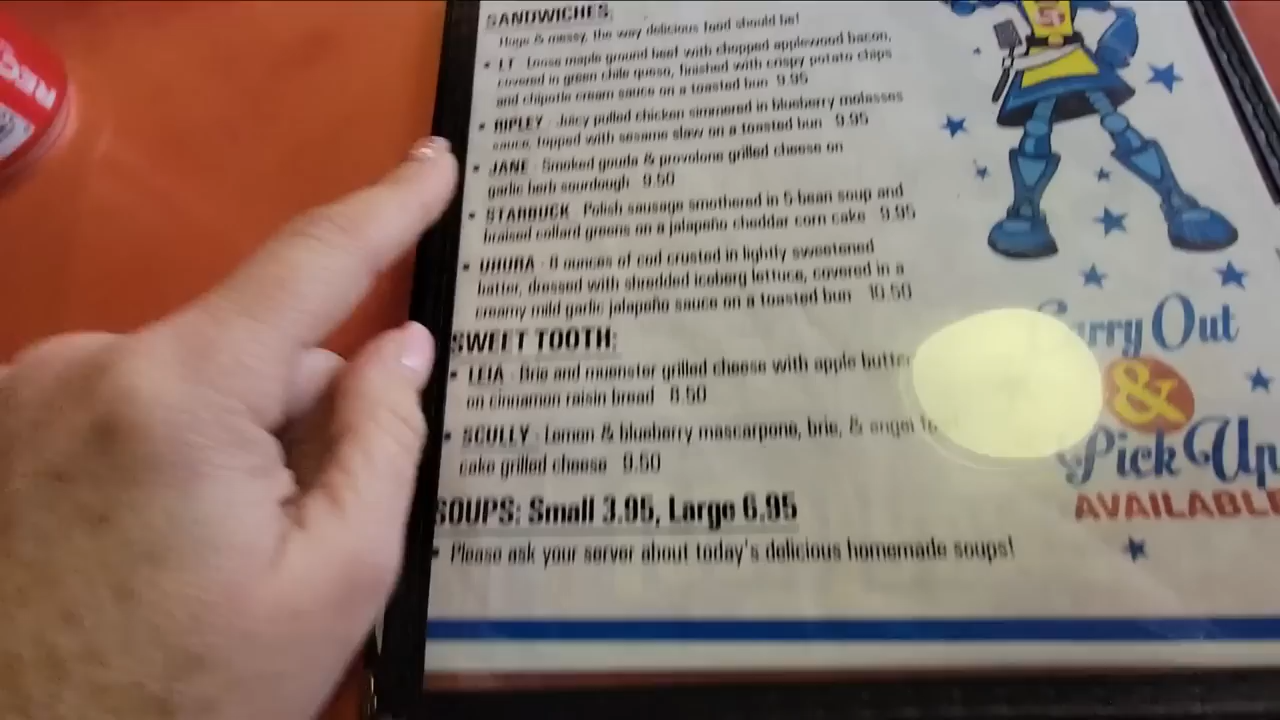 SANDWICHES:
Huge & messy, the way delicious food should be!
• LT - Loose maple ground beef with chopped applewood bacon,
covered in green chile queso, finished with crispy potato chips
and chipotle cream sauce on a toasted bun 9.95
• RIPLEY - Juicy pulled chicken simmered in blueberry molasses
sauce, topped with sesame slaw on a toasted bun 9.95
• JANE - Smoked gouda & provolone grilled cheese on
garlic herb sourdough 9.50
• STARBUCK - Polish sausage smothered in 5-bean soup and
braised collard greens on a jalapeño cheddar corn cake 9.95
• UHURA - 8 ounces of cod crusted in lightly sweetened
batter, dressed with shredded iceberg lettuce, covered in a
creamy mild garlic jalapeño sauce on a toasted bun 10.50
SWEET TOOTH:
• LEIA - Brie and muenster grilled cheese with apple butter
on cinnamon raisin bread 8.50
• SCULLY - Lemon & blueberry mascarpone, brie, & angel
cake grilled cheese 9.50
SOUPS: Small 3.95, Large 6.95
• Please ask your server about today's delicious homemade soups!
Carry Out
&
Pick Up
AVAILABLE